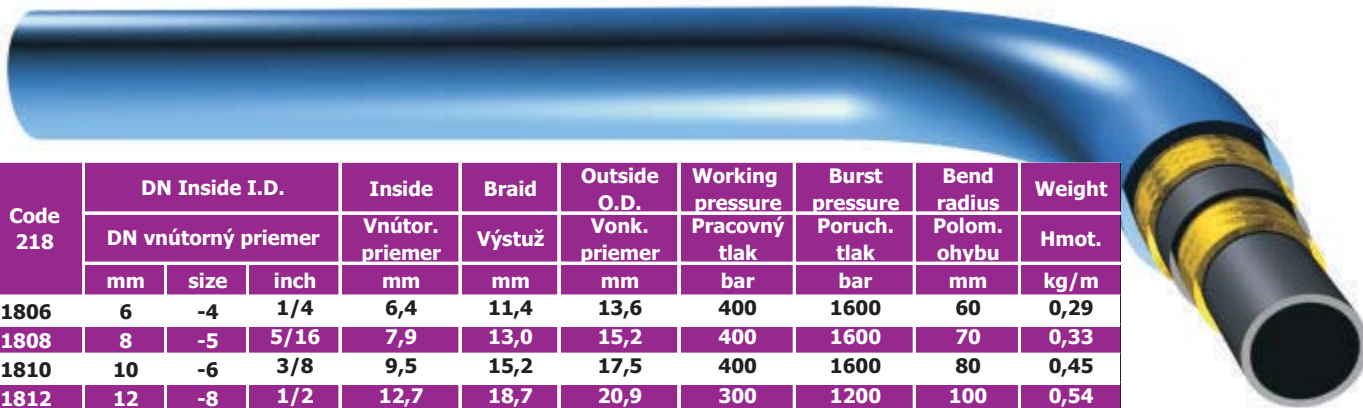 Code 218 DN Inside I.D. Inside Braid Outside O.D. Working pressure Burst pressure Bend radius Weight
DN vnútorný priemer Vnútor. priemer Výstuž Vonk. priemer Pracovný tlak Poruch. tlak Polom. ohybu Hmot.
mm size inch mm mm mm bar bar mm kg/m
1806 6 -4 1/4 6,4 11,4 13,6 400 1600 60 0,29
1808 8 -5 5/16 7,9 13,0 15,2 400 1600 70 0,33
1810 10 -6 3/8 9,5 15,2 17,5 400 1600 80 0,45
1812 12 -8 1/2 12,7 18,7 20,9 300 1200 100 0,54